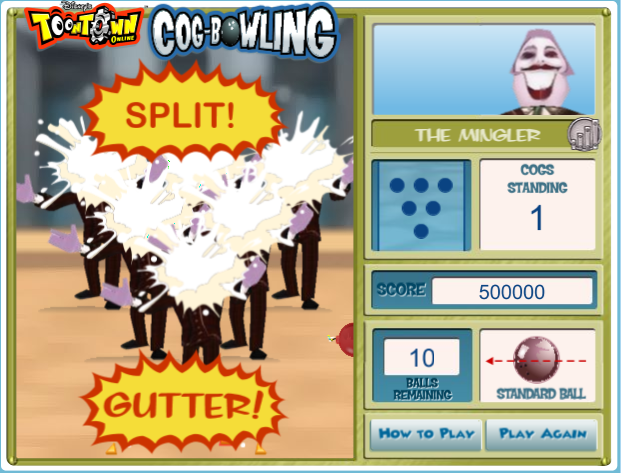 Disney's
TOONTOWN
ONLINE
COG-BOWLING
SPLIT!
GUTTER!
THE MINGLER
COGS
STANDING
1
SCORE 500000
10
BALLS
REMAINING
STANDARD BALL
HOW TO PLAY
PLAY AGAIN